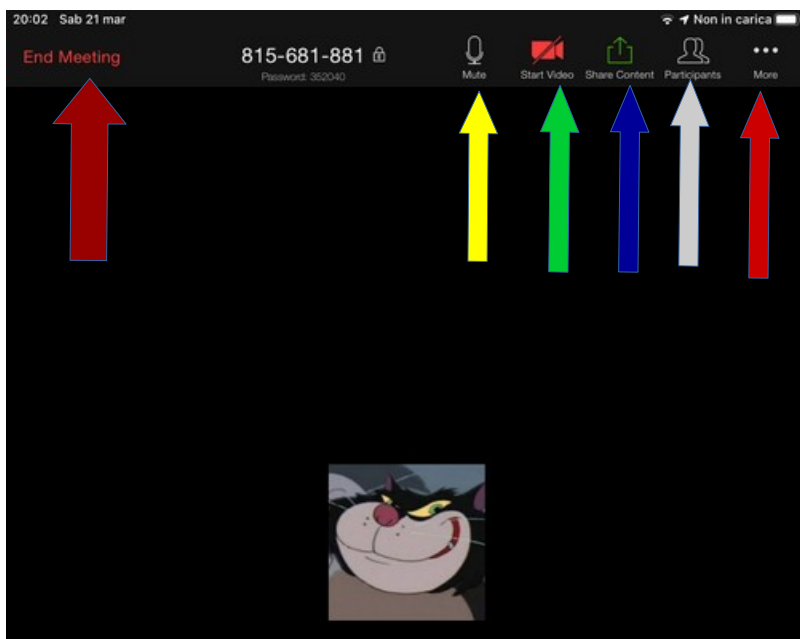 20:02 Sab 21 mar
Non in carica
End Meeting
815-681-881
Password: 352040
Mute
Start Video
Share Content
Participants
More